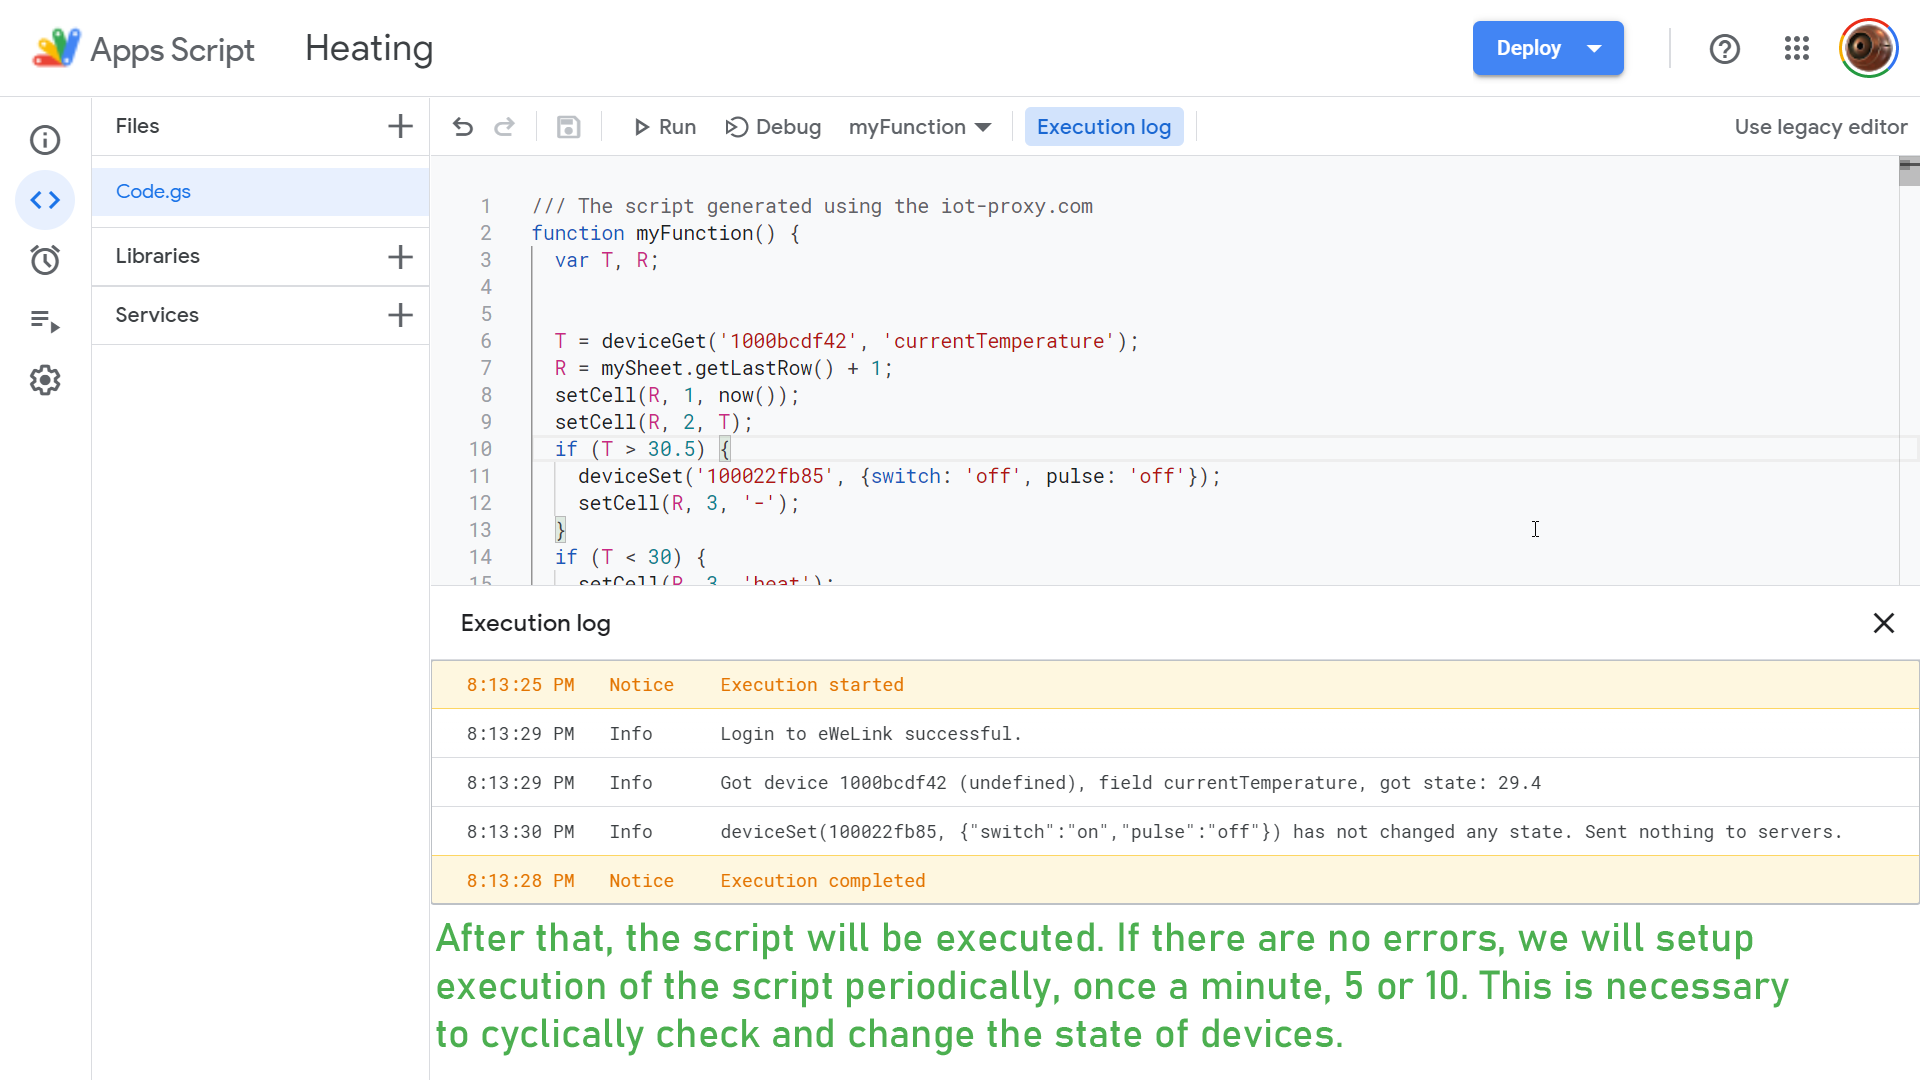 Apps Script
Heating
Deploy
Files
Run
Debug
myFunction
Execution log
Use legacy editor
Code.gs
Libraries
Services
1 /// The script generated using the iot-proxy.com
2 function myFunction() {
3 var T, R;
4
5
6 T = deviceGet('1000bcdf42', 'currentTemperature');
7 R = mySheet.getLastRow() + 1;
8 setCell(R, 1, now());
9 setCell(R, 2, T);
10 if (T > 30.5) {
11 deviceSet('100022fb85', {switch: 'off', pulse: 'off'});
12 setCell(R, 3, '-');
13 }
14 if (T < 30) {
15 setCell(R, 3, 'heat');
Execution log
8:13:25 PM Notice Execution started
8:13:29 PM Info Login to eWeLink successful.
8:13:29 PM Info Got device 1000bcdf42 (undefined), field currentTemperature, got state: 29.4
8:13:30 PM Info deviceSet(100022fb85, {"switch":"on","pulse":"off"}) has not changed any state. Sent nothing to servers.
8:13:28 PM Notice Execution completed
After that, the script will be executed. If there are no errors, we will setup
execution of the script periodically, once a minute, 5 or 10. This is necessary
to cyclically check and change the state of devices.